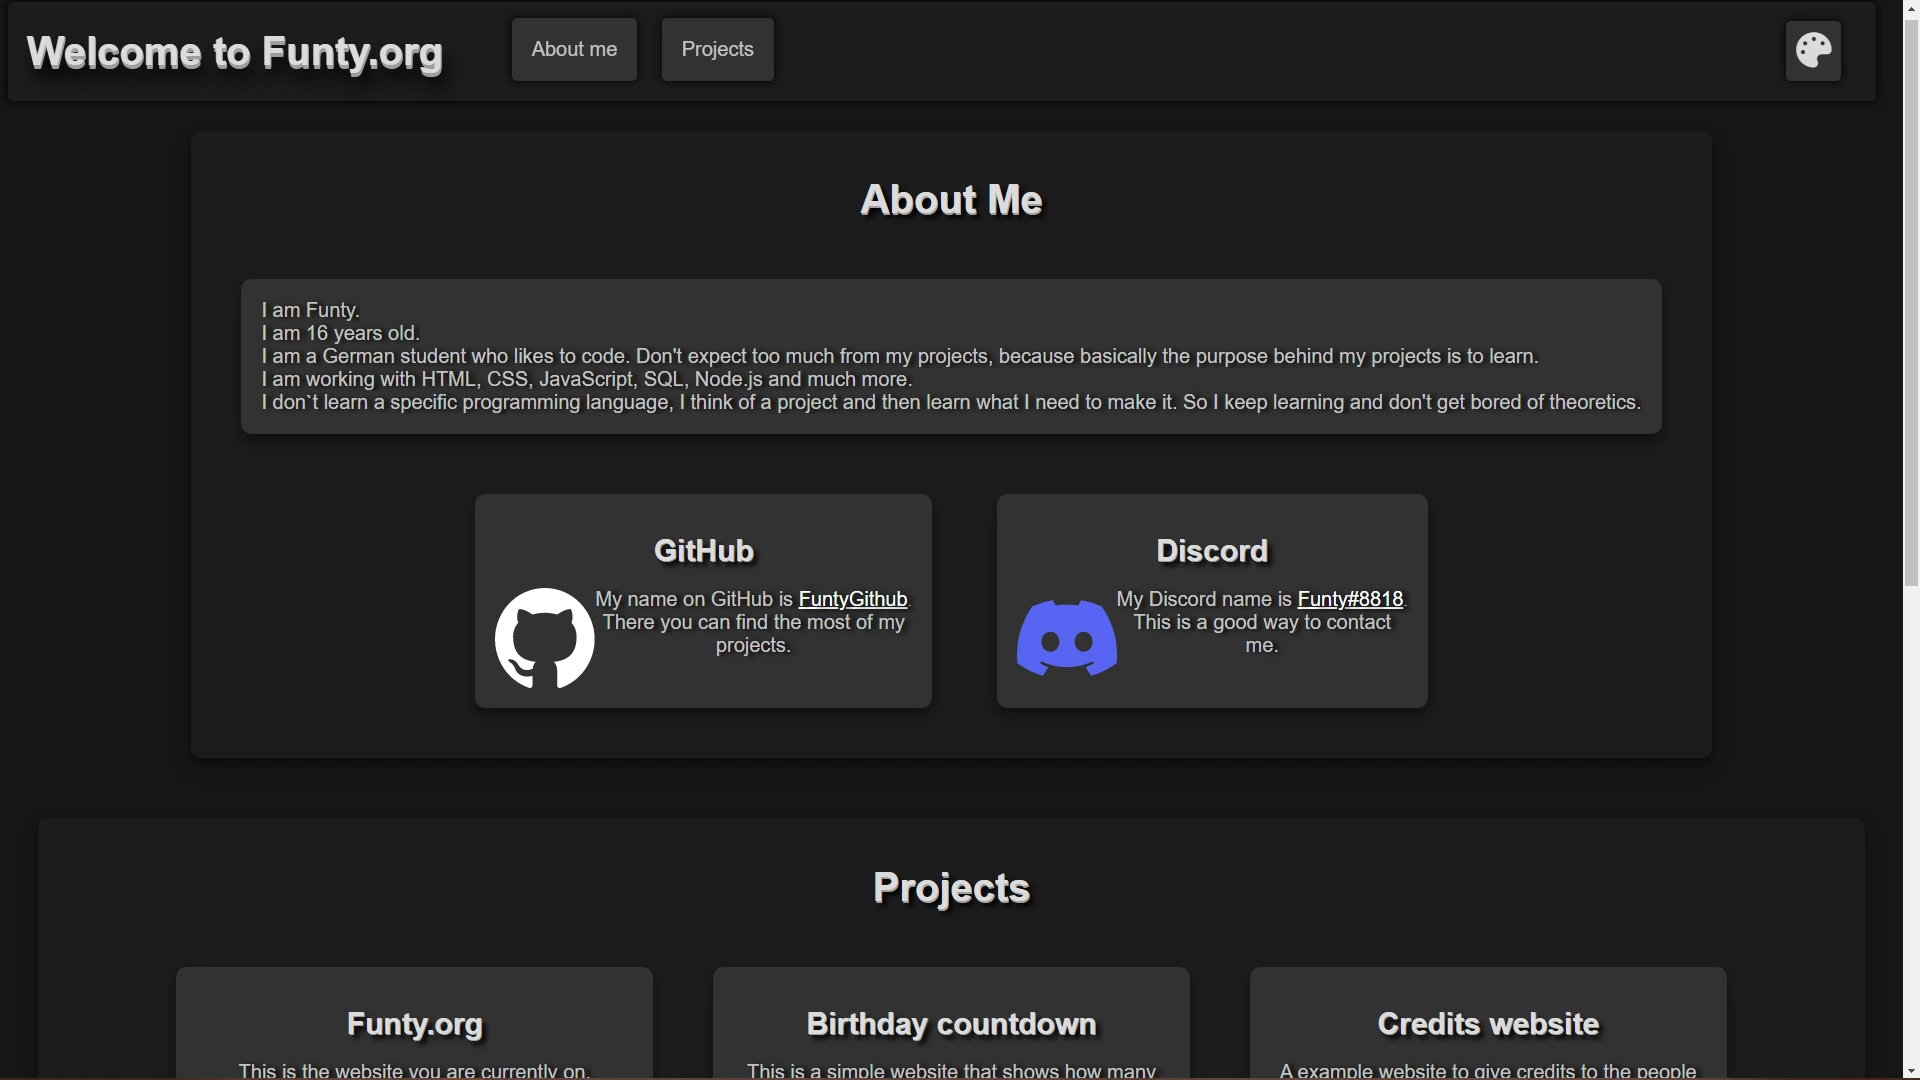 Welcome to Funty.org
About me
Projects
About Me
I am Funty.
I am 16 years old.
I am a German student who likes to code. Don't expect too much from my projects, because basically the purpose behind my projects is to learn.
I am working with HTML, CSS, JavaScript, SQL, Node.js and much more.
I don`t learn a specific programming language, I think of a project and then learn what I need to make it. So I keep learning and don't get bored of theoretics.
GitHub
My name on GitHub is FuntyGithub.
There you can find the most of my
projects.
Discord
My Discord name is Funty#8818.
This is a good way to contact
me.
Projects
Funty.org
This is the website you are currently on.
Birthday countdown
This is a simple website that shows how many
Credits website
A example website to give credits to the people